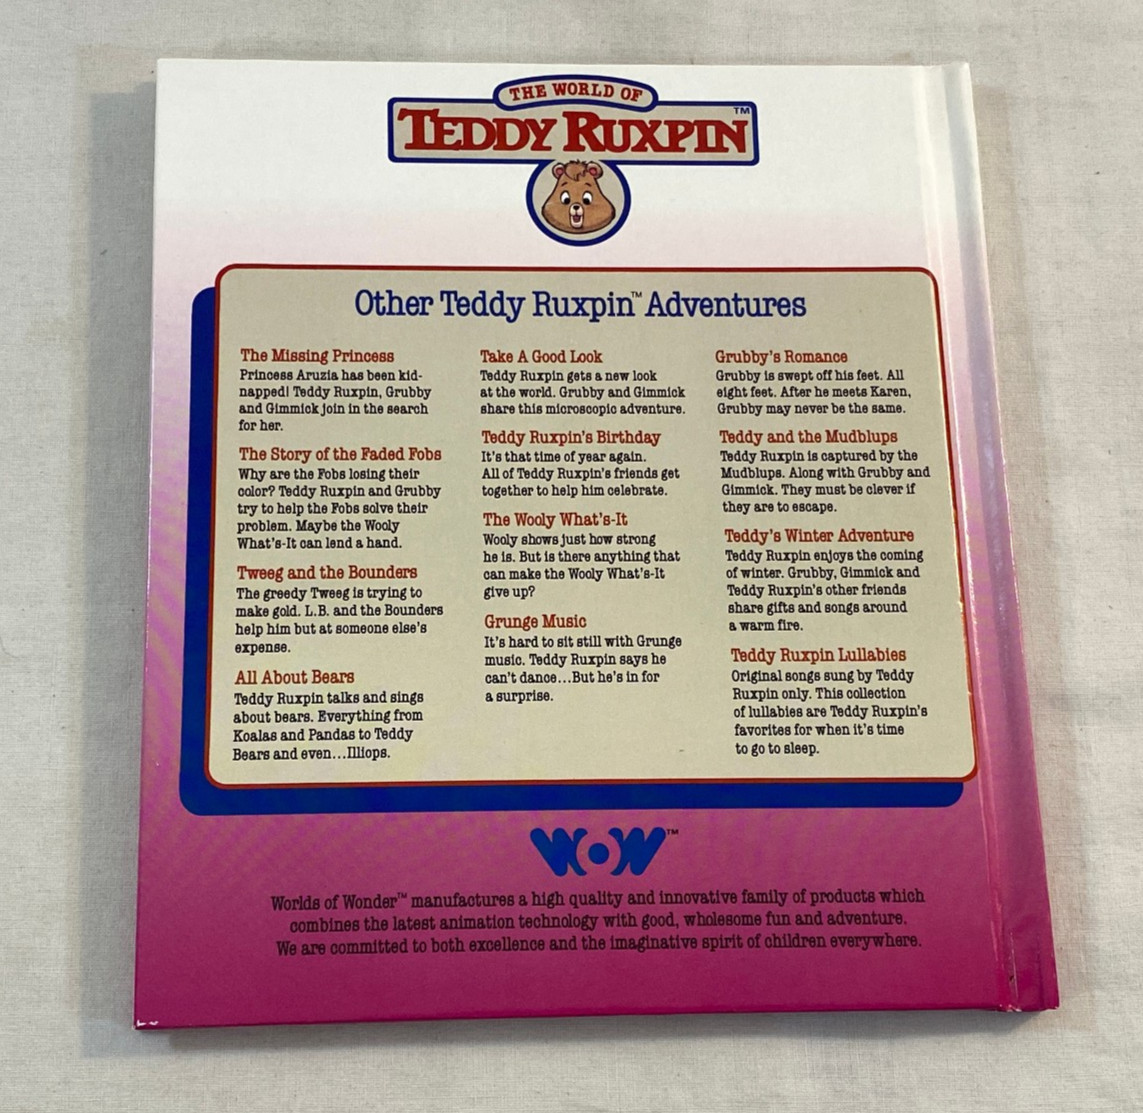 THE WORLD OF
TEDDY RUXPIN™
Other Teddy Ruxpin™ Adventures
The Missing Princess
Princess Aruzia has been kid-
napped! Teddy Ruxpin, Grubby
and Gimmick join in the search
for her.
The Story of the Faded Fobs
Why are the Fobs losing their
color? Teddy Ruxpin and Grubby
try to help the Fobs solve their
problem. Maybe the Wooly
What's-It can lend a hand.
Tweeg and the Bounders
The greedy Tweeg is trying to
make gold. L.B. and the Bounders
help him but at someone else's
expense.
All About Bears
Teddy Ruxpin talks and sings
about bears. Everything from
Koalas and Pandas to Teddy
Bears and even...Illiops.
Take A Good Look
Teddy Ruxpin gets a new look
at the world. Grubby and Gimmick
share this microscopic adventure.
Teddy Ruxpin's Birthday
It's that time of year again.
All of Teddy Ruxpin's friends get
together to help him celebrate.
The Wooly What's-It
Wooly shows just how strong
he is. But is there anything that
can make the Wooly What's-It
give up?
Grunge Music
It's hard to sit still with Grunge
music. Teddy Ruxpin says he
can't dance...But he's in for
a surprise.
Grubby's Romance
Grubby is swept off his feet. All
eight feet. After he meets Karen,
Grubby may never be the same.
Teddy and the Mudblups
Teddy Ruxpin is captured by the
Mudblups. Along with Grubby and
Gimmick. They must be clever if
they are to escape.
Teddy's Winter Adventure
Teddy Ruxpin enjoys the coming
of winter. Grubby, Gimmick and
Teddy Ruxpin's other friends
share gifts and songs around
a warm fire.
Teddy Ruxpin Lullabies
Original songs sung by Teddy
Ruxpin only. This collection
of lullabies are Teddy Ruxpin's
favorites for when it's time
to go to sleep.
WOW™
Worlds of Wonder™ manufactures a high quality and innovative family of products which
combines the latest animation technology with good, wholesome fun and adventure.
We are committed to both excellence and the imaginative spirit of children everywhere.